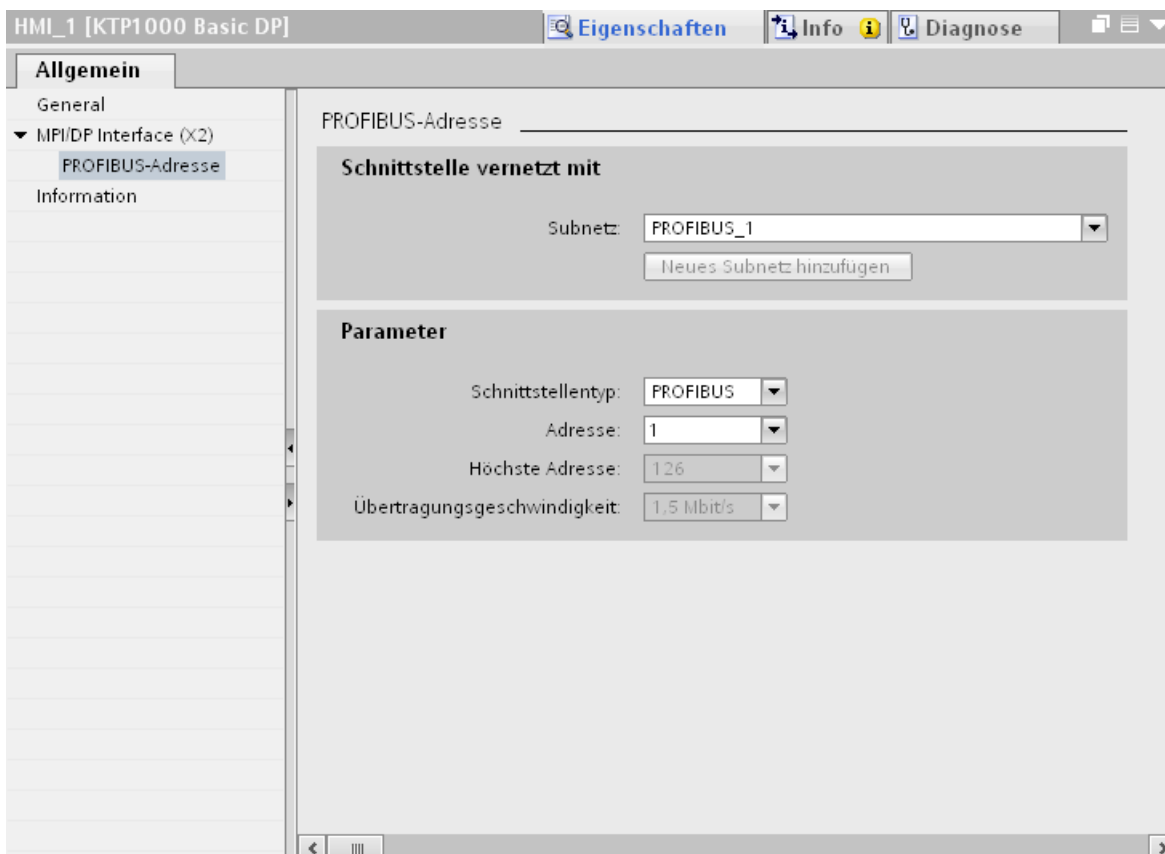 HMI_1 [KTP1000 Basic DP]
Eigenschaften
Info
Diagnose
Allgemein
General
MPI/DP Interface (X2)
PROFIBUS-Adresse
Information
PROFIBUS-Adresse
Schnittstelle vernetzt mit
Subnetz: PROFIBUS_1
Neues Subnetz hinzufügen
Parameter
Schnittstellentyp: PROFIBUS
Adresse: 1
Höchste Adresse: 126
Übertragungsgeschwindigkeit: 1,5 Mbit/s